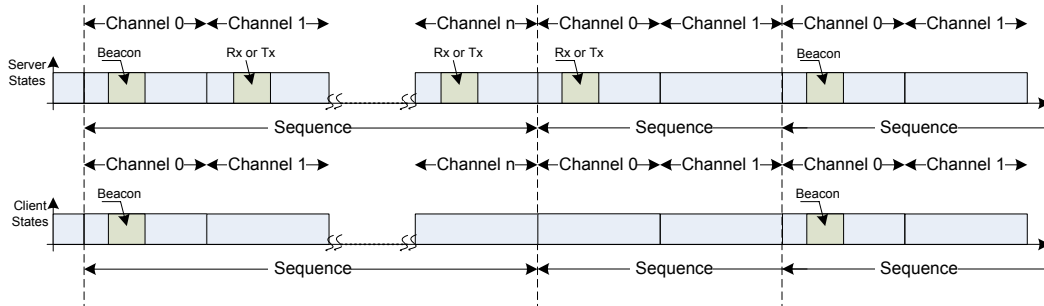 Channel 0 Channel 1 Channel n Channel 0 Channel 1 Channel 0 Channel 1
Beacon Rx or Tx Rx or Tx Rx or Tx Beacon
Server
States
Sequence Sequence Sequence
Channel 0 Channel 1 Channel n Channel 0 Channel 1 Channel 0 Channel 1
Beacon Beacon
Client
States
Sequence Sequence Sequence